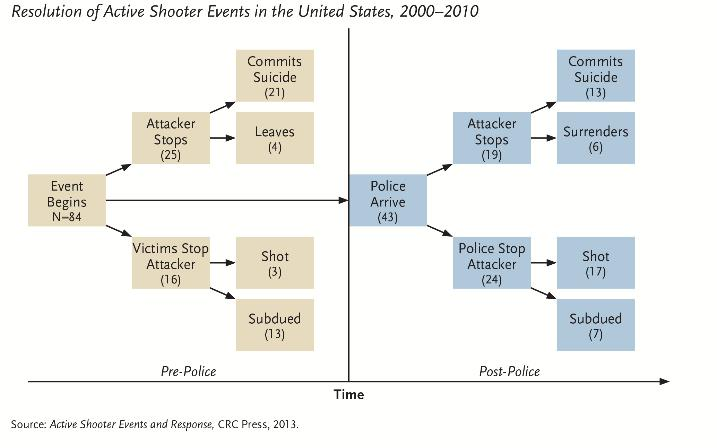 Resolution of Active Shooter Events in the United States, 2000–2010
Commits
Suicide
(21)
Attacker
Stops
(25)
Leaves
(4)
Event
Begins
N–84
Victims Stop
Attacker
(16)
Shot
(3)
Subdued
(13)
Pre-Police
Commits
Suicide
(13)
Attacker
Stops
(19)
Surrenders
(6)
Police
Arrive
(43)
Police Stop
Attacker
(24)
Shot
(17)
Subdued
(7)
Post-Police
Time
Source: Active Shooter Events and Response, CRC Press, 2013.